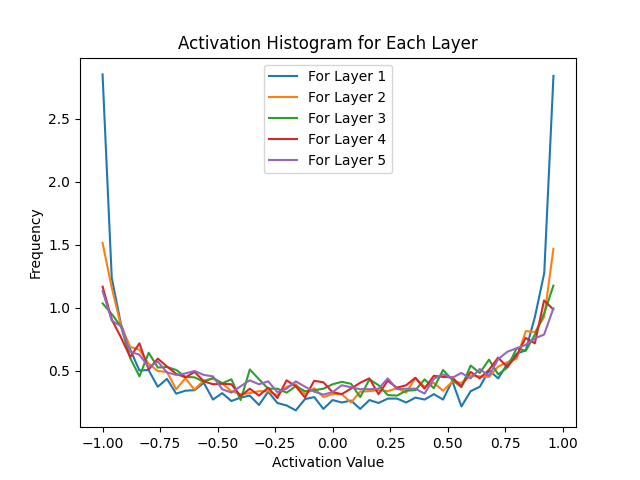 Activation Histogram for Each Layer
For Layer 1
For Layer 2
For Layer 3
For Layer 4
For Layer 5
Frequency
2.5
2.0
1.5
1.0
0.5
−1.00 −0.75 −0.50 −0.25 0.00 0.25 0.50 0.75 1.00
Activation Value